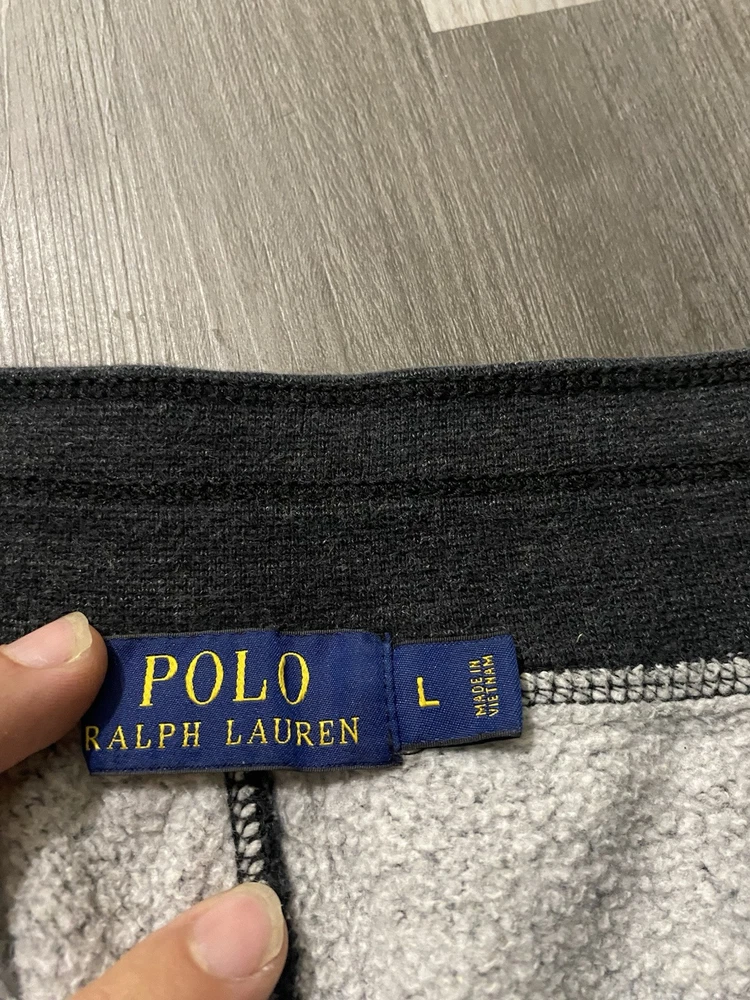 POLO
RALPH LAUREN
L
MADE IN
VIETNAM